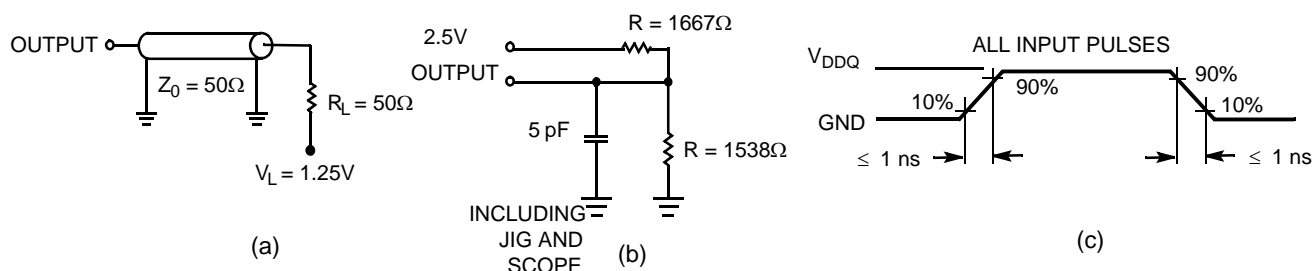 OUTPUT
Z0 = 50Ω
RL = 50Ω
VL = 1.25V
(a)
R = 1667Ω
2.5V
OUTPUT
5 pF
R = 1538Ω
INCLUDING
JIG AND
SCOPE
(b)
ALL INPUT PULSES
VDDQ
90%
10%
90%
10%
GND
≤ 1 ns
≤ 1 ns
(c)